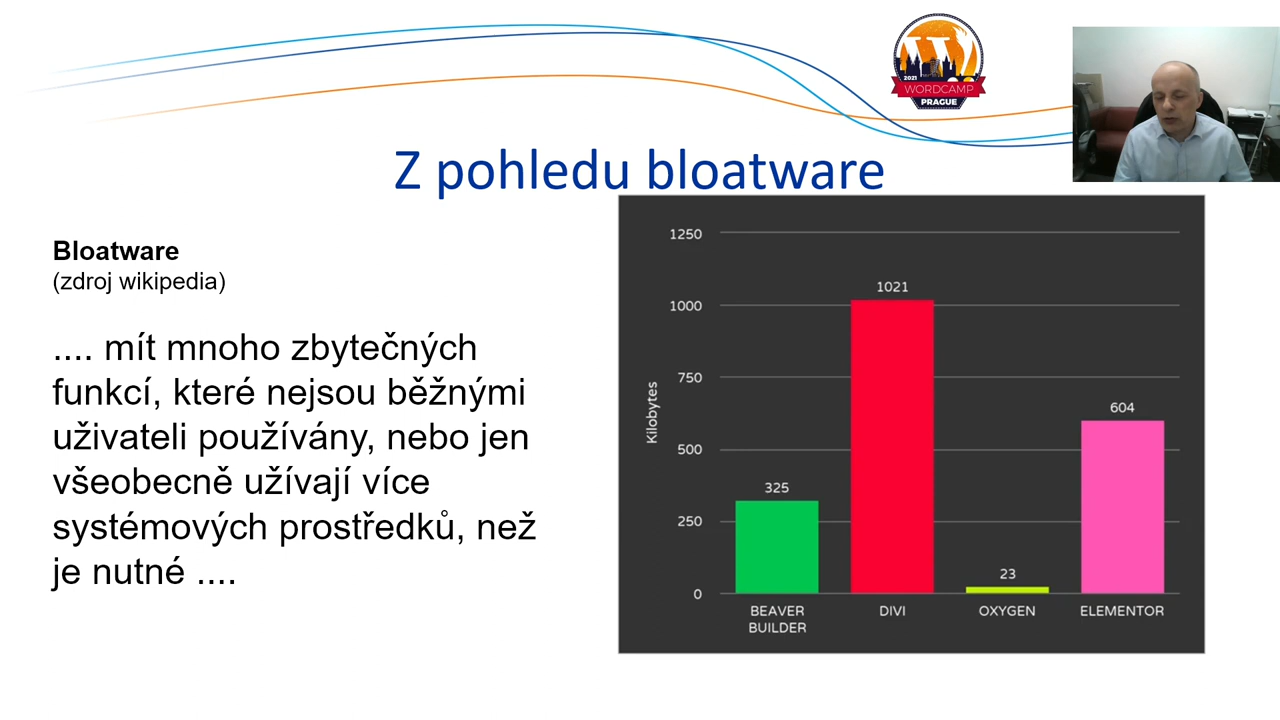 2021
WORDCAMP
PRAGUE
Z pohledu bloatware
Bloatware
(zdroj wikipedia)
.... mít mnoho zbytečných
funkcí, které nejsou běžnými
uživateli používány, nebo jen
všeobecně užívají více
systémových prostředků, než
je nutné ....
Kilobytes
1250
1000
750
500
250
0
325
1021
23
604
BEAVER
BUILDER
DIVI
OXYGEN
ELEMENTOR